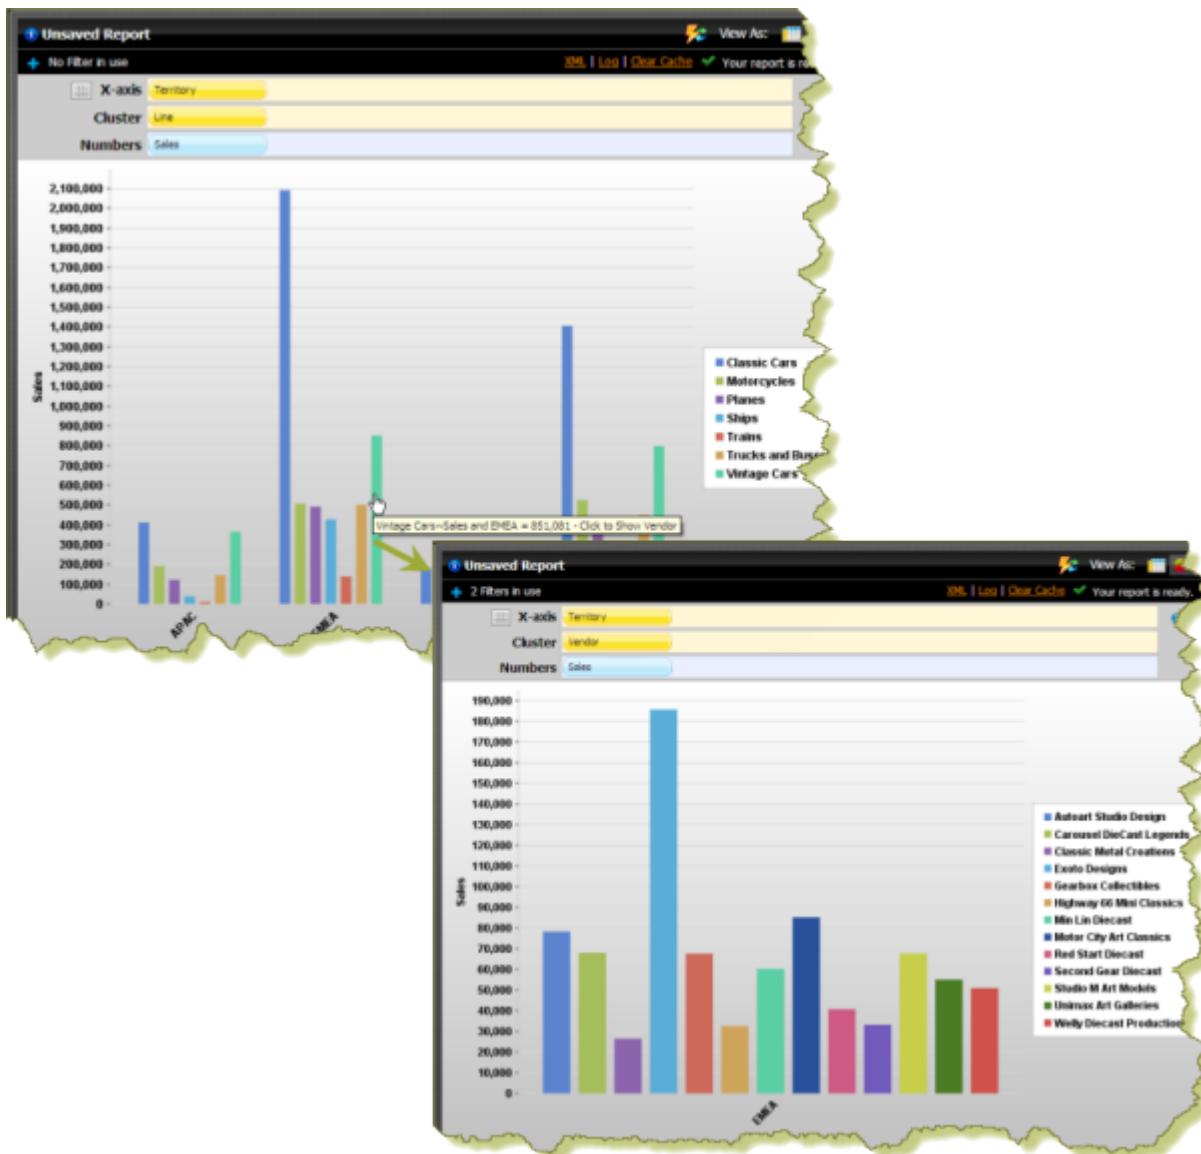 Unsaved Report
View As:
No Filter in use
XML | Log | Clear Cache
Your report is re
X-axis Territory
Cluster Line
Numbers Sales
2,100,000
2,000,000
1,900,000
1,800,000
1,700,000
1,600,000
1,500,000
1,400,000
1,300,000
1,200,000
1,100,000
1,000,000
900,000
800,000
700,000
600,000
500,000
400,000
300,000
200,000
100,000
0
Sales
Classic Cars
Motorcycles
Planes
Ships
Trains
Trucks and Buse
Vintage Cars
Vintage Cars~Sales and EMEA = 851,081 - Click to Show Vendor
APAC
EMEA
Unsaved Report
View As:
2 Filters in use
XML | Log | Clear Cache
Your report is ready.
X-axis Territory
Cluster Vendor
Numbers Sales
190,000
180,000
170,000
160,000
150,000
140,000
130,000
120,000
110,000
100,000
90,000
80,000
70,000
60,000
50,000
40,000
30,000
20,000
10,000
0
Sales
Autoart Studio Design
Carousel DieCast Legends
Classic Metal Creations
Exoto Designs
Gearbox Collectibles
Highway 66 Mini Classics
Min Lin Diecast
Motor City Art Classics
Red Start Diecast
Second Gear Diecast
Studio M Art Models
Unimax Art Galleries
Welly Diecast Production
EMEA